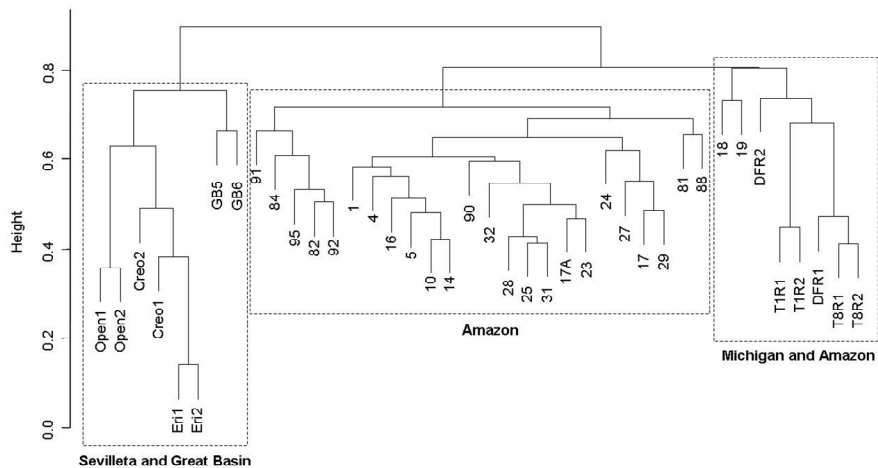 Height
0.8
0.6
0.4
0.2
0.0
Open1
Open2
Creo2
Creo1
Eri1
Eri2
GB5
GB6
91
84
95
82
92
1
4
16
5
10
14
90
32
28
25
31
17A
23
24
27
17
29
81
88
18
19
DFR2
T1R1
T1R2
DFR1
T8R1
T8R2
Sevilleta and Great Basin
Amazon
Michigan and Amazon